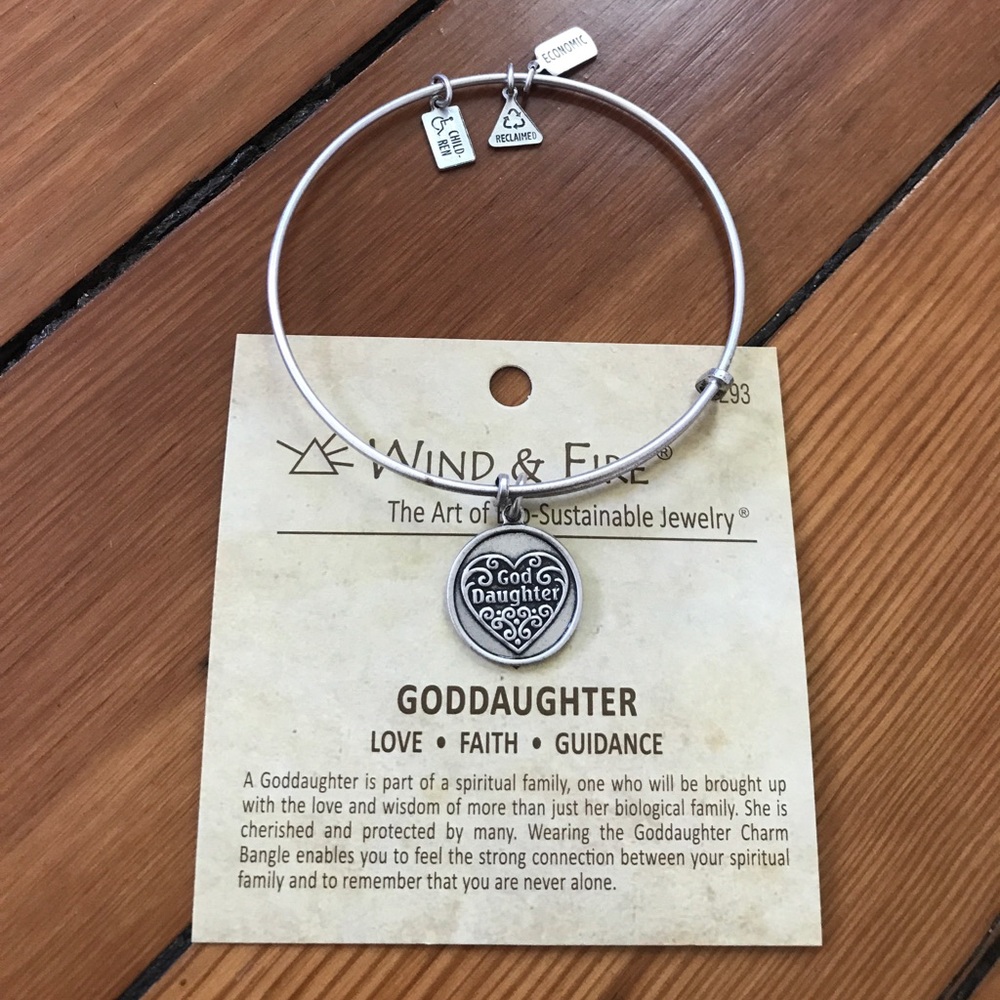 ECONOMIC
CHILD-
REN
RECLAIMED
293
WIND & FIRE®
The Art of Eco-Sustainable Jewelry®
God
Daughter
GODDAUGHTER
LOVE • FAITH • GUIDANCE
A Goddaughter is part of a spiritual family, one who will be brought up
with the love and wisdom of more than just her biological family. She is
cherished and protected by many. Wearing the Goddaughter Charm
Bangle enables you to feel the strong connection between your spiritual
family and to remember that you are never alone.